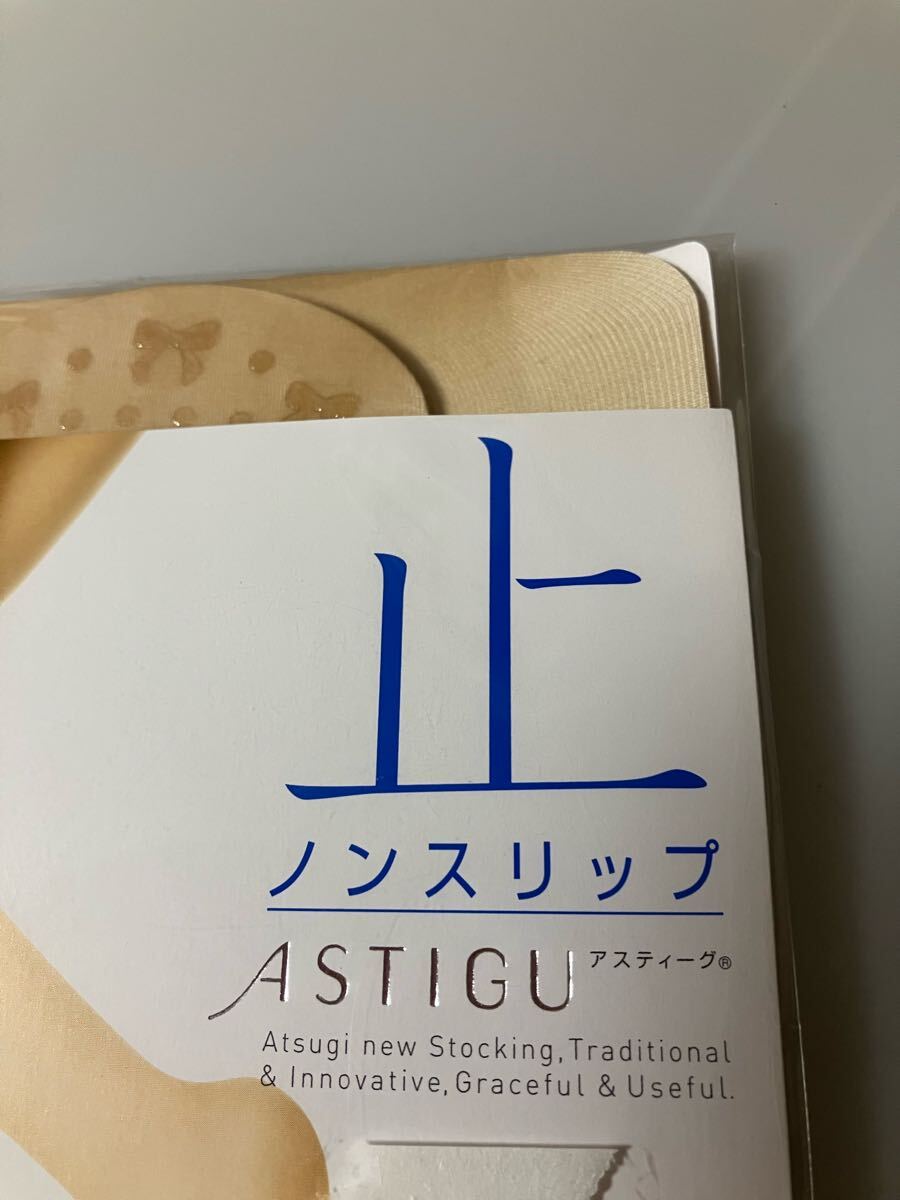 止
ノンスリップ
ASTIGU アスティーグ®
Atsugi new Stocking,Traditional
& Innovative,Graceful & Useful.